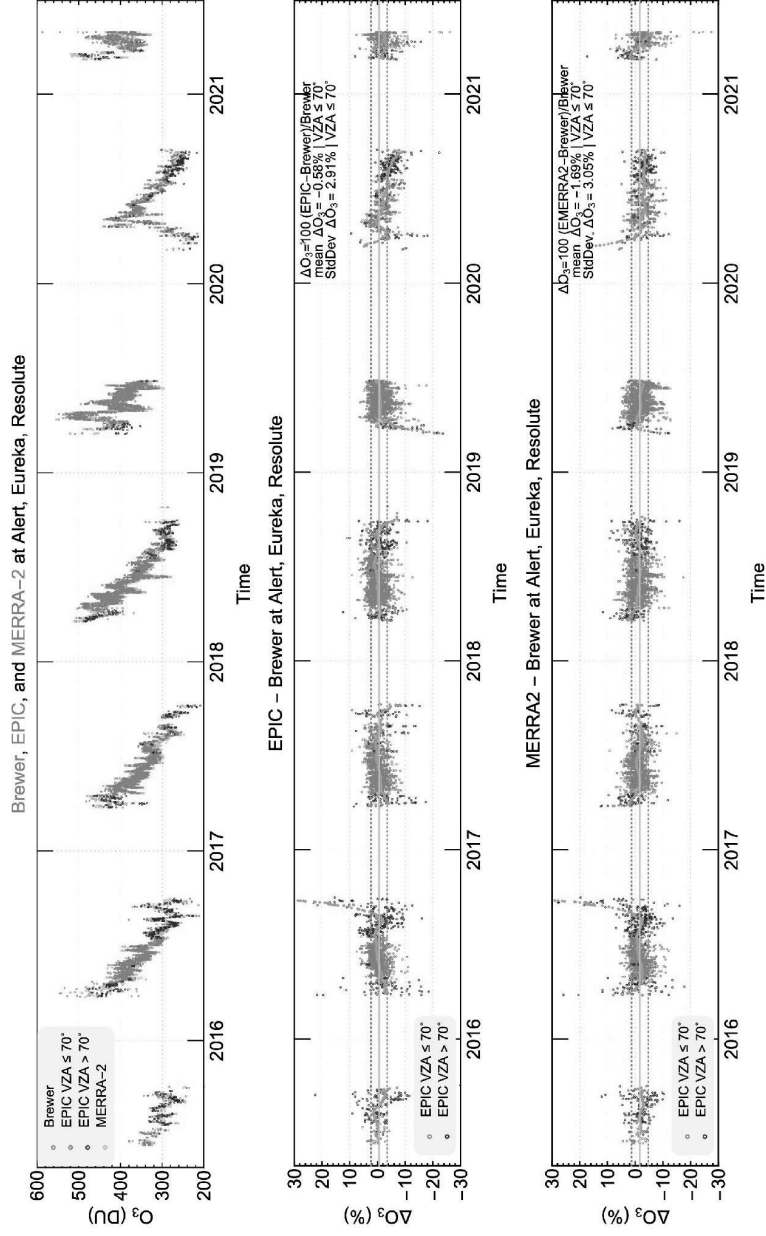 Brewer, EPIC, and MERRA−2 at Alert, Eureka, Resolute
600
500
400
300
200
O₃ (DU)
Brewer
EPIC VZA ≤ 70°
EPIC VZA > 70°
MERRA−2
2016
2017
2018
2019
2020
2021
Time
EPIC − Brewer at Alert, Eureka, Resolute
30
20
10
0
−10
−20
−30
ΔO₃ (%)
EPIC VZA ≤ 70°
EPIC VZA > 70°
ΔO₃=100 (EPIC−Brewer)/Brewer
mean ΔO₃= −0.58% | VZA ≤ 70°
StdDev ΔO₃= 2.91% | VZA ≤ 70°
2016
2017
2018
2019
2020
2021
Time
MERRA2 − Brewer at Alert, Eureka, Resolute
30
20
10
0
−10
−20
−30
ΔO₃ (%)
EPIC VZA ≤ 70°
EPIC VZA > 70°
ΔO₃=100 (EMERRA2−Brewer)/Brewer
mean ΔO₃= −1.69% | VZA ≤ 70°
StdDev. ΔO₃= 3.05% | VZA ≤ 70°
2016
2017
2018
2019
2020
2021
Time